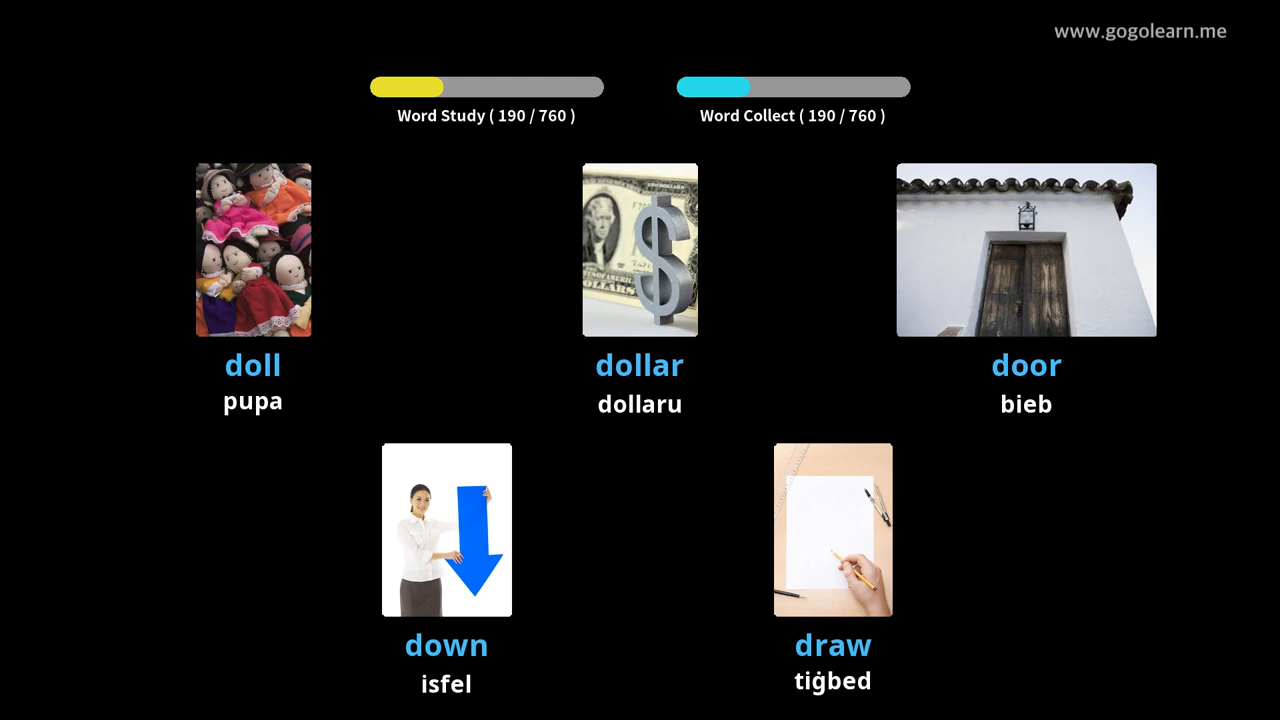 www.gogolearn.me
Word Study ( 190 / 760 )
Word Collect ( 190 / 760 )
doll
pupa
dollar
dollaru
door
bieb
down
isfel
draw
tiġbed